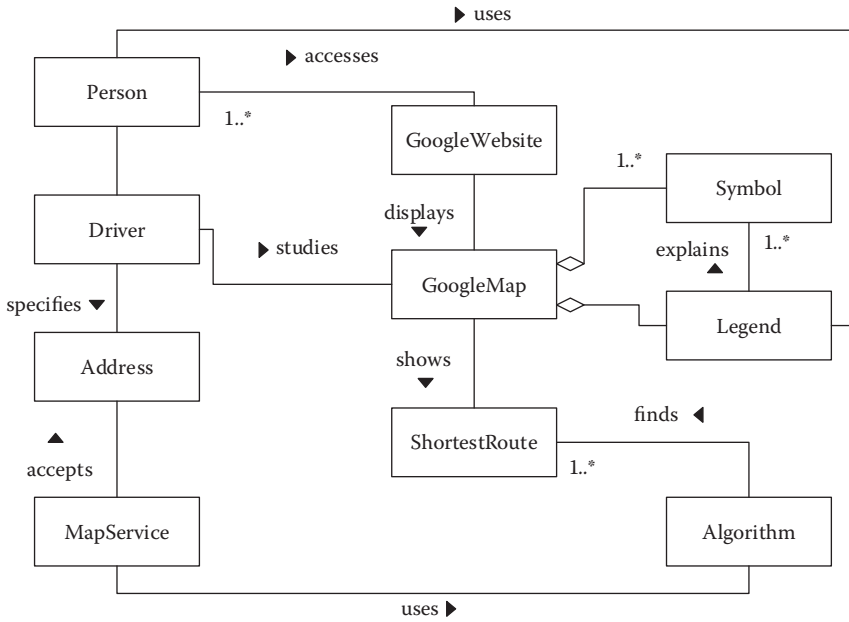 uses
accesses
Person
1..*
GoogleWebsite
1..*
Symbol
displays
Driver
studies
1..*
explains
GoogleMap
specifies
Legend
shows
Address
finds
ShortestRoute
1..*
accepts
MapService
Algorithm
uses